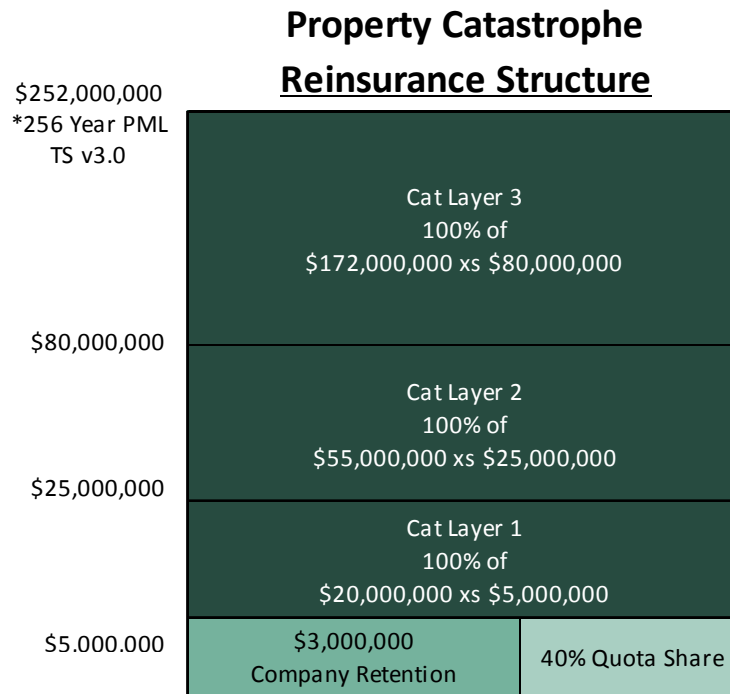 Property Catastrophe
Reinsurance Structure
$252,000,000
*256 Year PML
TS v3.0
Cat Layer 3
100% of
$172,000,000 xs $80,000,000
$80,000,000
Cat Layer 2
100% of
$55,000,000 xs $25,000,000
$25,000,000
Cat Layer 1
100% of
$20,000,000 xs $5,000,000
$5.000.000
$3,000,000
Company Retention
40% Quota Share